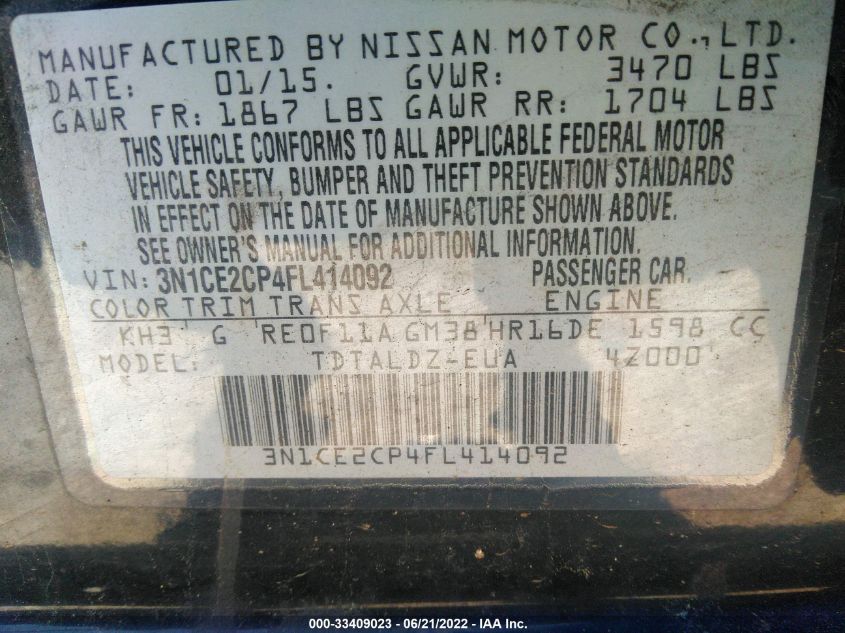 MANUFACTURED BY NISSAN MOTOR CO., LTD.
DATE: 01/15. GVWR: 3470 LBS
GAWR FR: 1867 LBS GAWR RR: 1704 LBS
THIS VEHICLE CONFORMS TO ALL APPLICABLE FEDERAL MOTOR
VEHICLE SAFETY, BUMPER AND THEFT PREVENTION STANDARDS
IN EFFECT ON THE DATE OF MANUFACTURE SHOWN ABOVE.
SEE OWNER'S MANUAL FOR ADDITIONAL INFORMATION.
VIN: 3N1CE2CP4FL414092 PASSENGER CAR.
COLOR TRIM TRANS AXLE ENGINE
KH3 G RE0F11A GM38 HR16DE 1598 CC
MODEL: TDTALDZ-EUA 4Z000
3N1CE2CP4FL414092
000-33409023 - 06/21/2022 - IAA Inc.